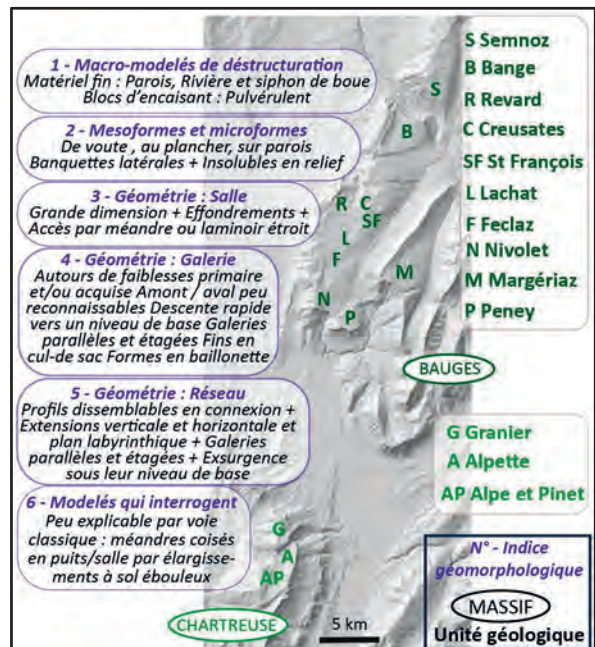 1 - Macro-modelés de déstructuration
Matériel fin : Parois, Rivière et siphon de boue
Blocs d'encaisant : Pulvérulent
2 - Mesoformes et microformes
De voute , au plancher, sur parois
Banquettes latérales + Insolubles en relief
3 - Géométrie : Salle
Grande dimension + Effondrements +
Accès par méandre ou laminoir étroit
4 - Géométrie : Galerie
Autours de faiblesses primaire
et/ou acquise Amont / aval peu
reconnaissables Descente rapide
vers un niveau de base Galeries
parallèles et étagées Fins en
cul-de sac Formes en baillonette
5 - Géométrie : Réseau
Profils dissemblables en connexion +
Extensions verticale et horizontale et
plan labyrinthique + Galeries
parallèles et étagées + Exsurgence
sous leur niveau de base
6 - Modelés qui interrogent
Peu explicable par voie
classique : méandres coisés
en puits/salle par élargisse-
ments à sol ébouleux
S
B
R
C
SF
L
F
M
N
P
BAUGES
G
A
AP
CHARTREUSE
5 km
S Semnoz
B Bange
R Revard
C Creusates
SF St François
L Lachat
F Feclaz
N Nivolet
M Margériaz
P Peney
G Granier
A Alpette
AP Alpe et Pinet
N°- Indice
géomorphologique
MASSIF
Unité géologique